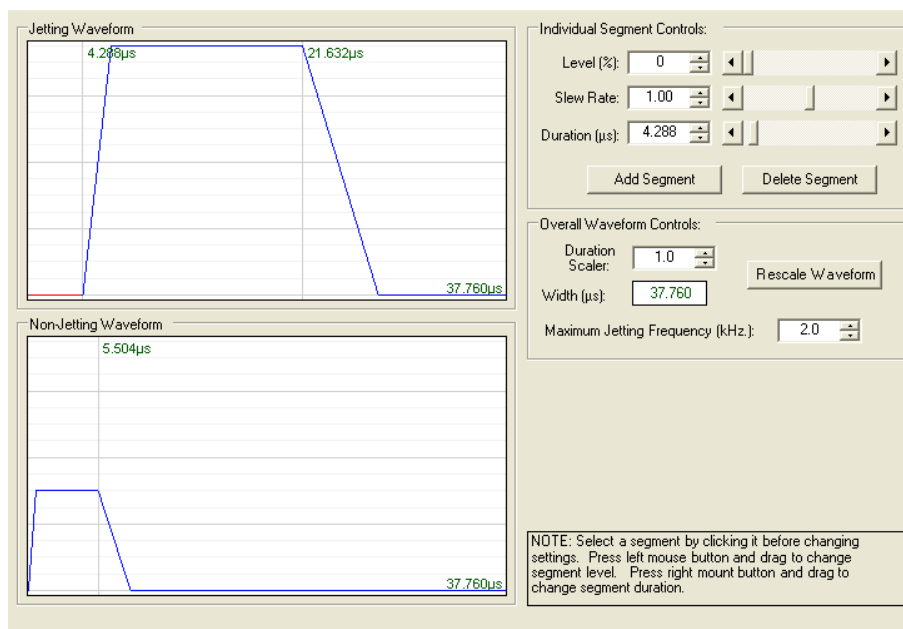 Jetting Waveform
4.288µs
21.632µs
37.760µs
Non-Jetting Waveform
5.504µs
37.760µs
Individual Segment Controls:
Level (%): 0
Slew Rate: 1.00
Duration (µs): 4.288
Add Segment Delete Segment
Overall Waveform Controls:
Duration
Scaler: 1.0
Rescale Waveform
Width (µs): 37.760
Maximum Jetting Frequency (kHz.): 2.0
NOTE: Select a segment by clicking it before changing
settings. Press left mouse button and drag to change
segment level. Press right mount button and drag to
change segment duration.